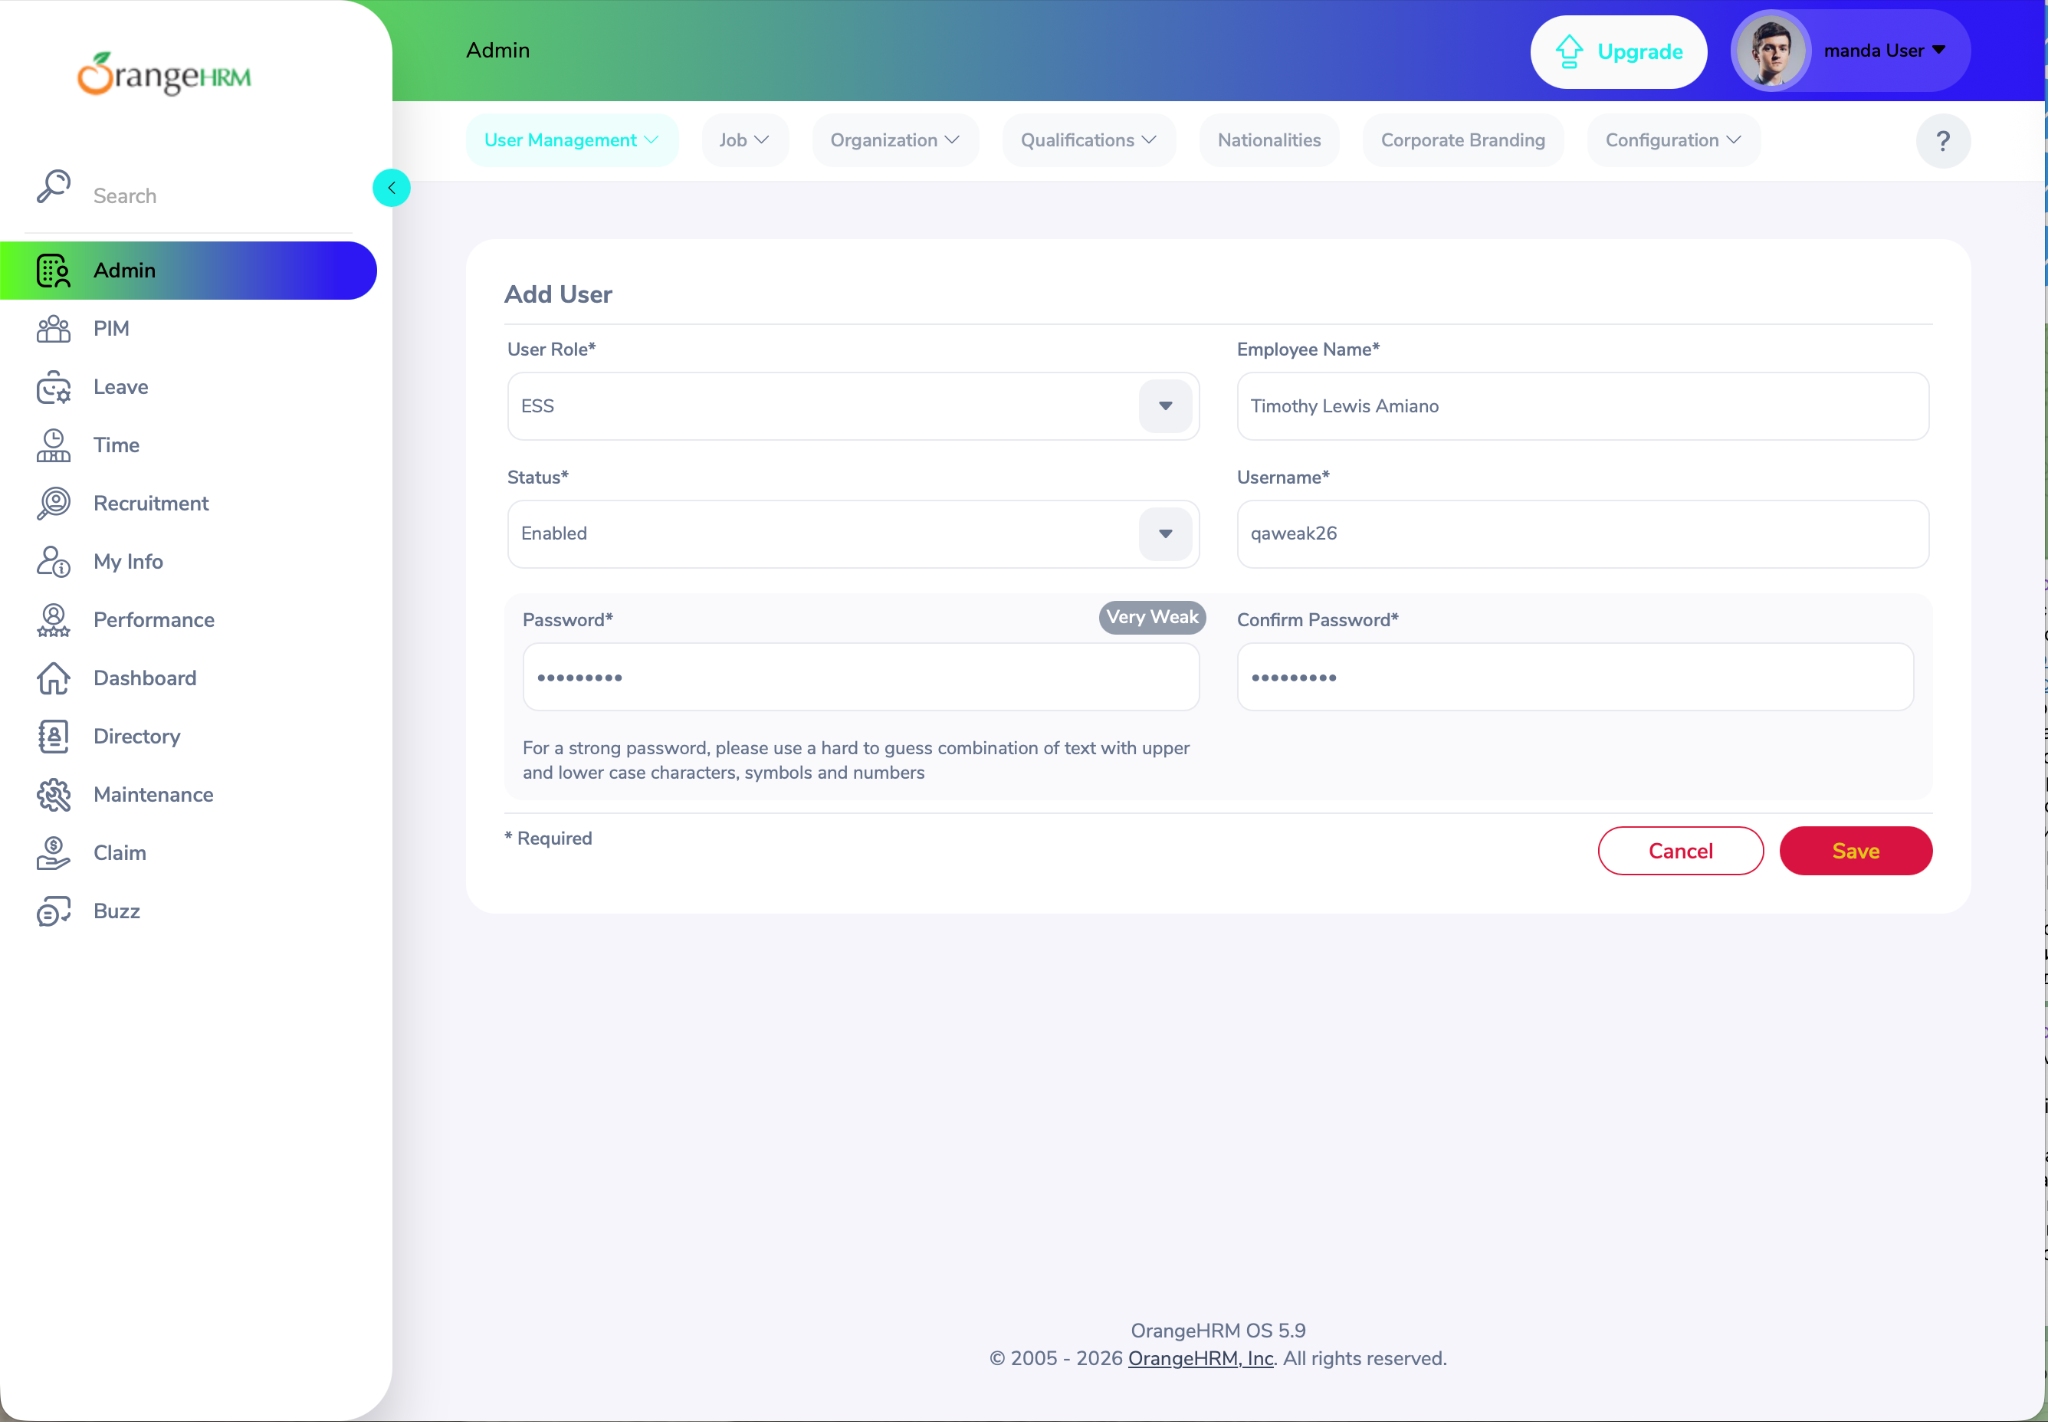 OrangeHRM
Admin
Upgrade
manda User
User Management
Job
Organization
Qualifications
Nationalities
Corporate Branding
Configuration
?
Search
Admin
PIM
Leave
Time
Recruitment
My Info
Performance
Dashboard
Directory
Maintenance
Claim
Buzz
Add User
User Role*
Employee Name*
ESS
Timothy Lewis Amiano
Status*
Username*
Enabled
qaweak26
Password*
Very Weak
Confirm Password*
•••••••••
•••••••••
For a strong password, please use a hard to guess combination of text with upper
and lower case characters, symbols and numbers
* Required
Cancel
Save
OrangeHRM OS 5.9
© 2005 - 2026 OrangeHRM, Inc. All rights reserved.